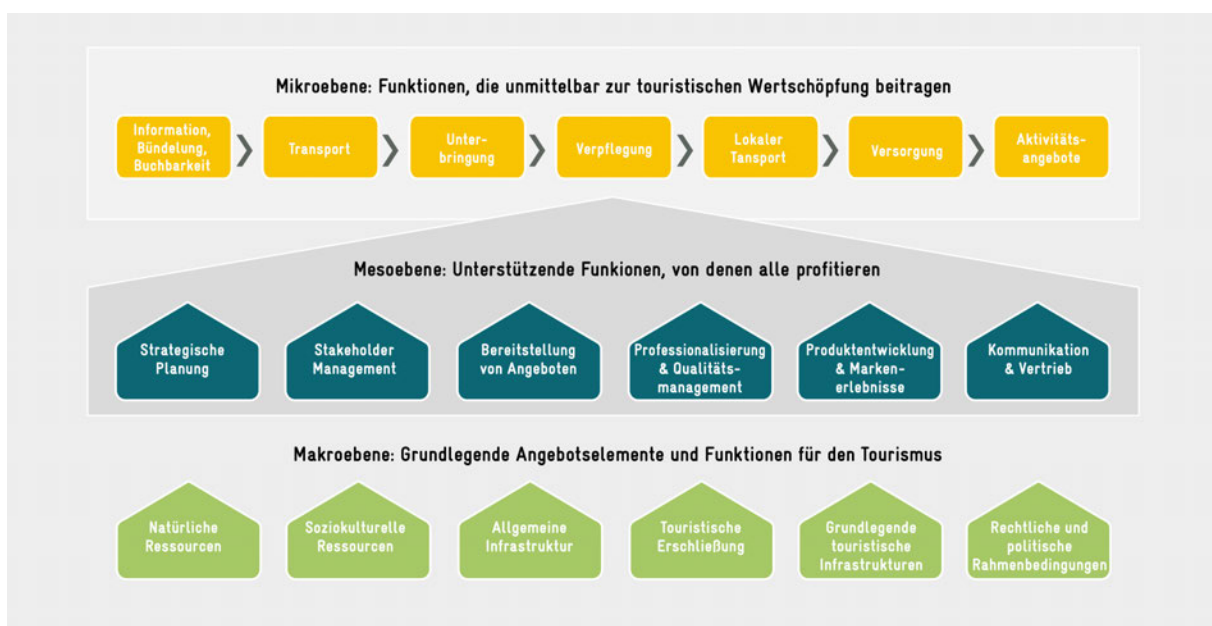 Mikroebene: Funktionen, die unmittelbar zur touristischen Wertschöpfung beitragen
Information,
Bündelung,
Buchbarkeit
Transport
Unter-
bringung
Verpflegung
Lokaler
Tansport
Versorgung
Aktivitäts-
angebote
Mesoebene: Unterstützende Funkionen, von denen alle profitieren
Strategische
Planung
Stakeholder
Management
Bereitstellung
von Angeboten
Professionalisierung
& Qualitäts-
management
Produktentwicklung
& Marken-
erlebnisse
Kommunikation
& Vertrieb
Makroebene: Grundlegende Angebotselemente und Funktionen für den Tourismus
Natürliche
Ressourcen
Soziokulturelle
Ressourcen
Allgemeine
Infrastruktur
Touristische
Erschließung
Grundlegende
touristische
Infrastrukturen
Rechtliche und
politische
Rahmenbedingungen